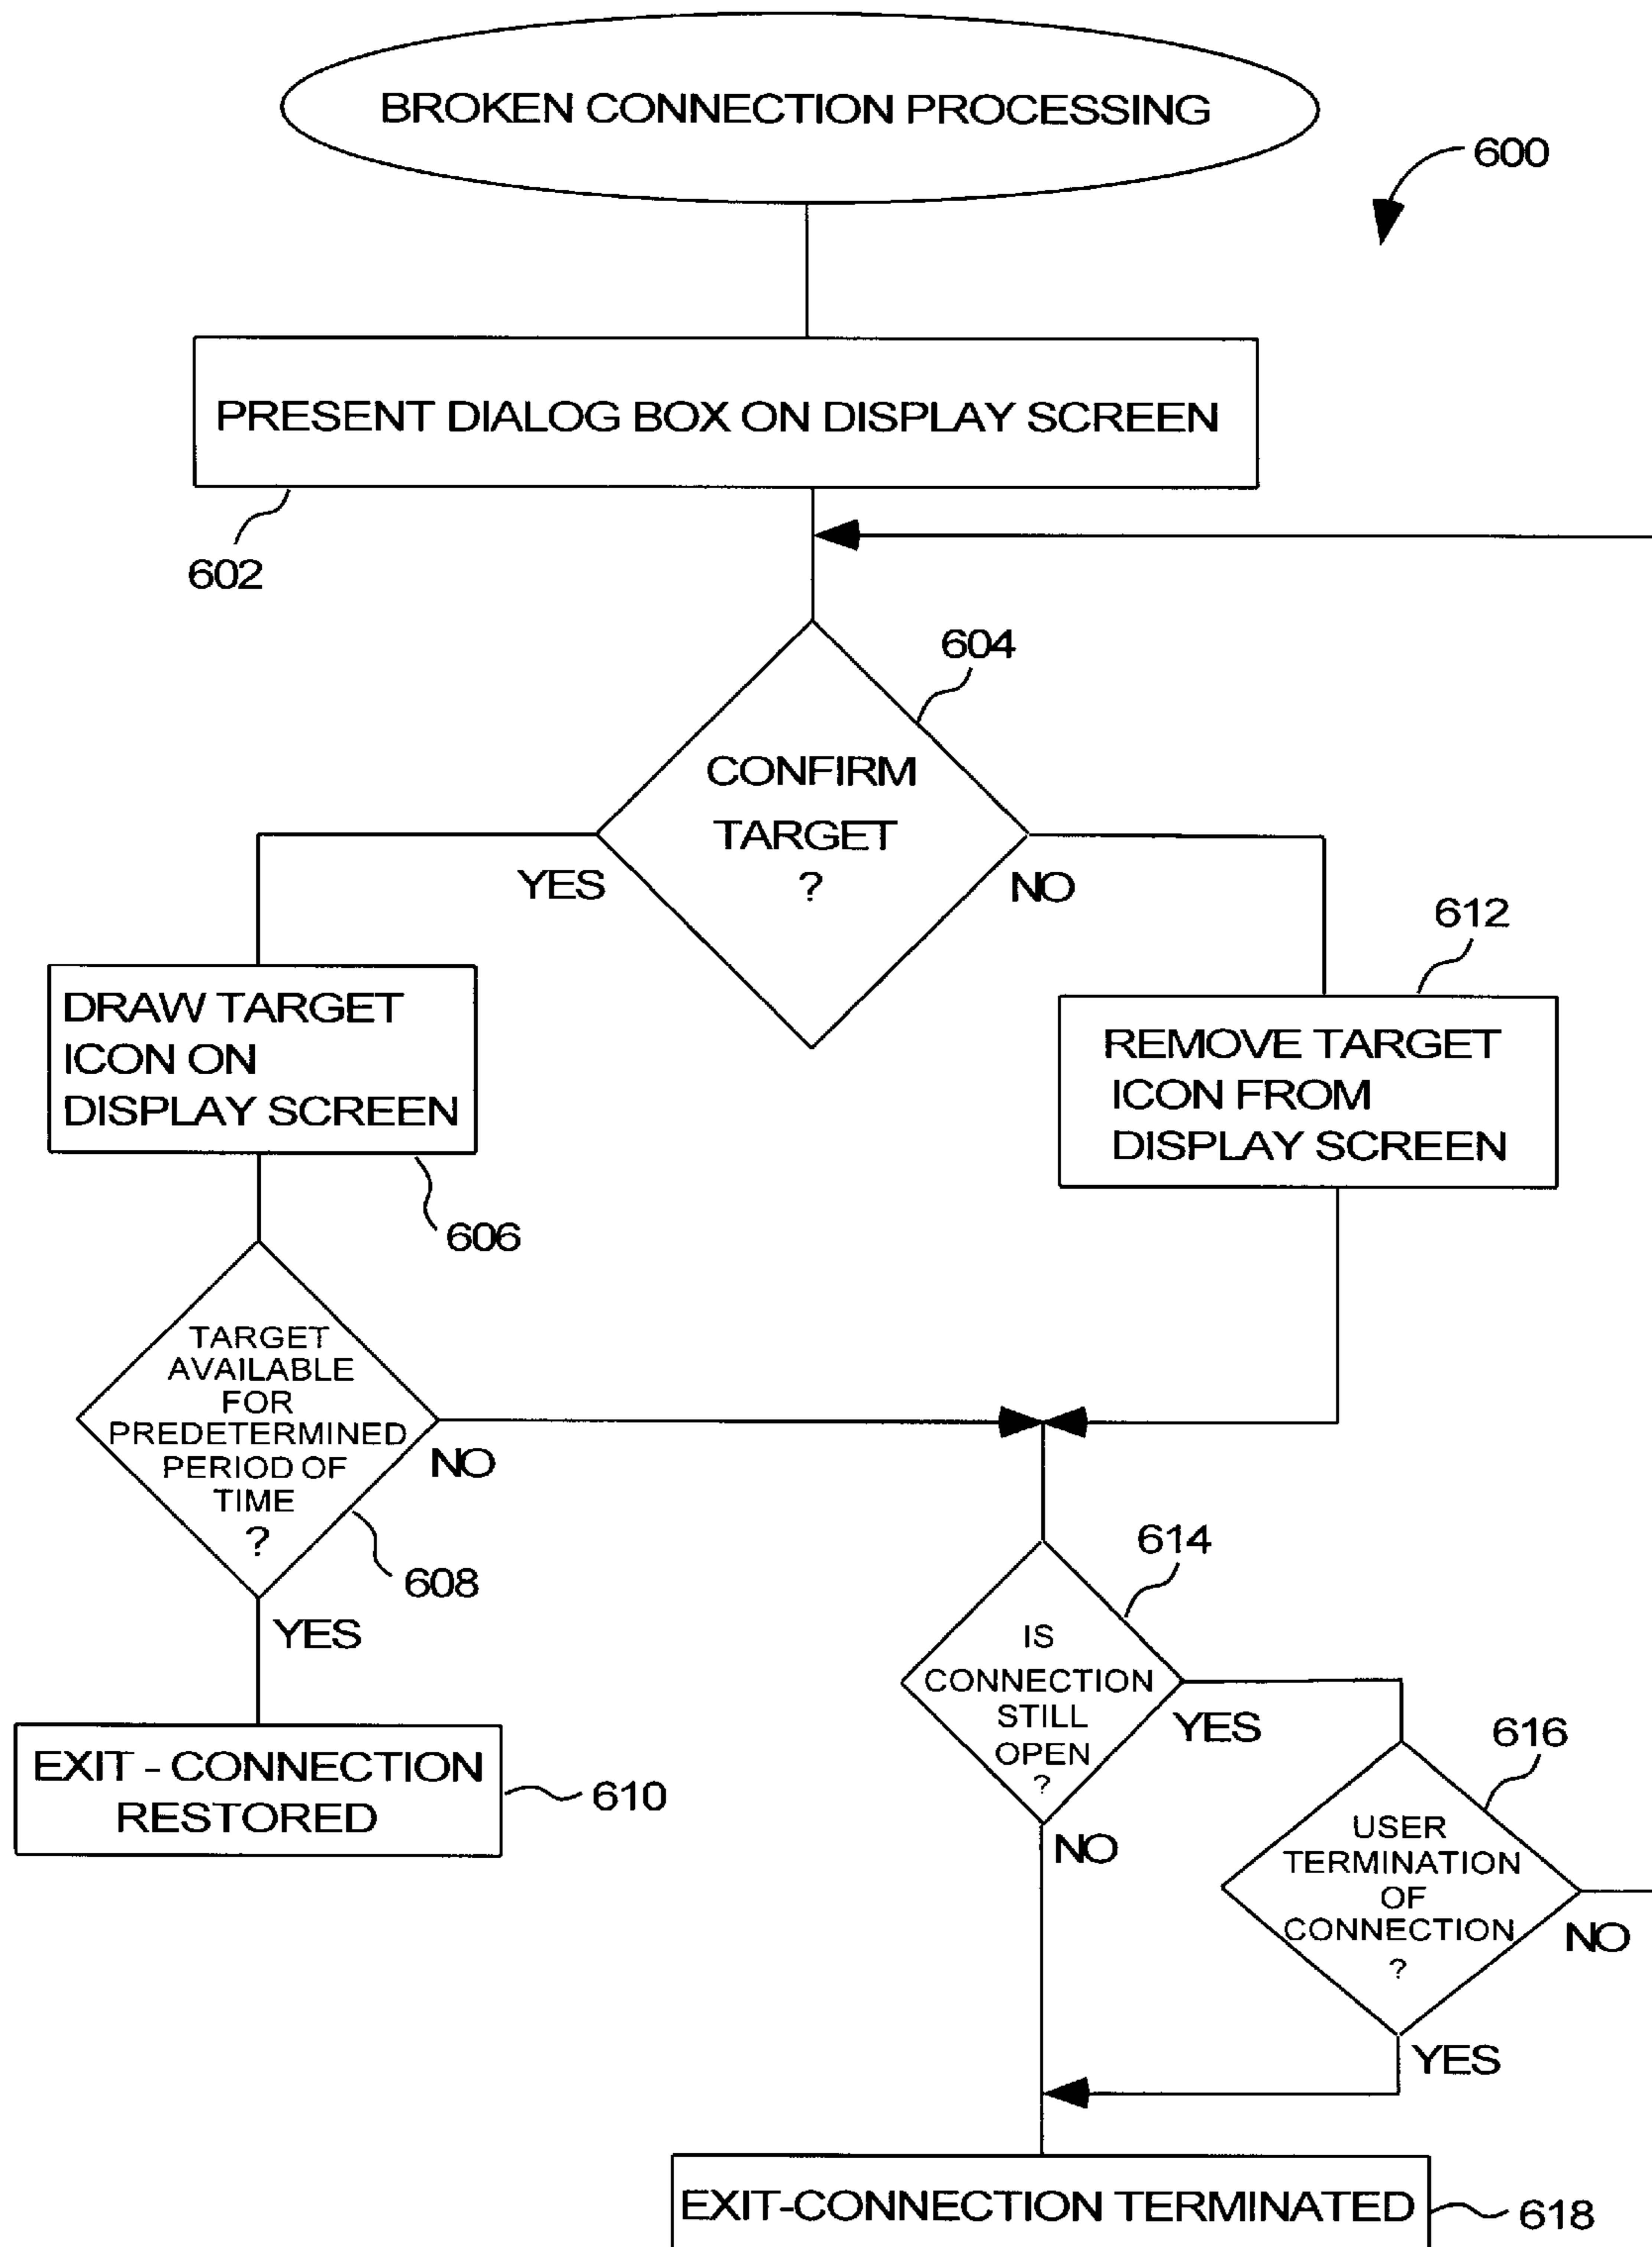 BROKEN CONNECTION PROCESSING
600
PRESENT DIALOG BOX ON DISPLAY SCREEN
602
604
CONFIRM
TARGET
?
YES
NO
612
DRAW TARGET
ICON ON
DISPLAY SCREEN
REMOVE TARGET
ICON FROM
DISPLAY SCREEN
606
TARGET
AVAILABLE
FOR
PREDETERMINED
PERIOD OF
TIME
?
NO
608
YES
614
IS
CONNECTION
STILL
OPEN
?
YES
NO
616
EXIT - CONNECTION
RESTORED
610
USER
TERMINATION
OF
CONNECTION
?
NO
YES
EXIT-CONNECTION TERMINATED
618